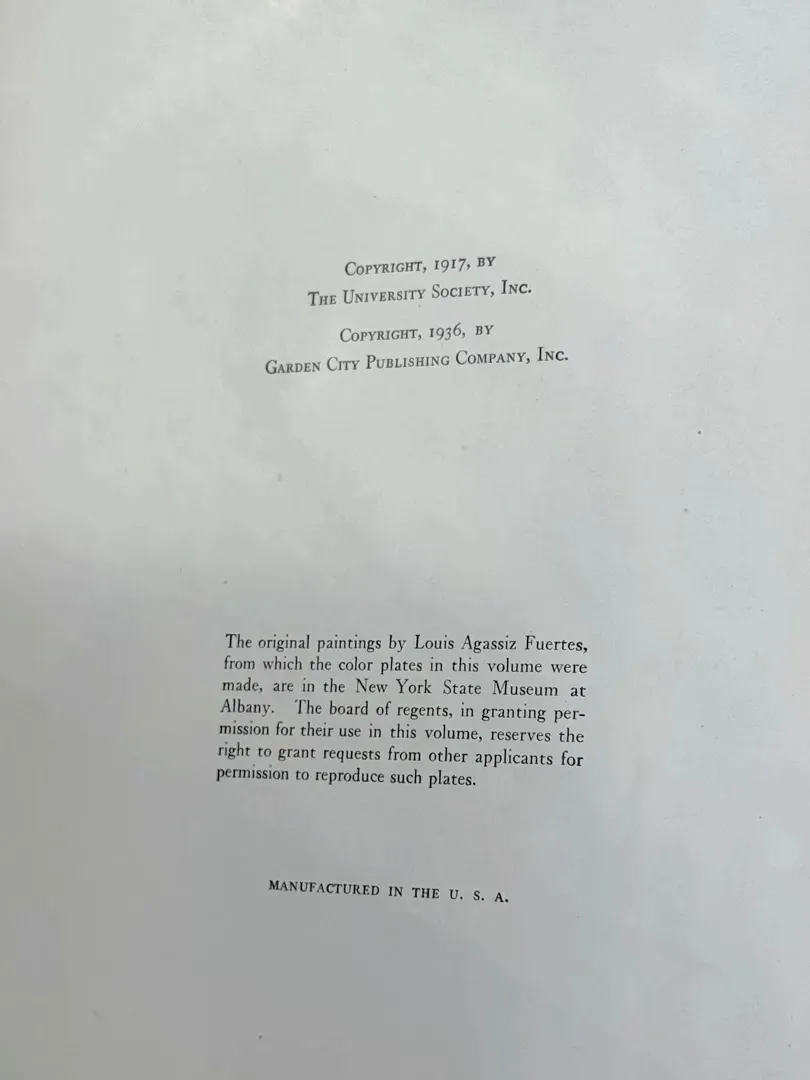 Copyright, 1917, by
The University Society, Inc.
Copyright, 1936, by
Garden City Publishing Company, Inc.
The original paintings by Louis Agassiz Fuertes,
from which the color plates in this volume were
made, are in the New York State Museum at
Albany. The board of regents, in granting per-
mission for their use in this volume, reserves the
right to grant requests from other applicants for
permission to reproduce such plates.
MANUFACTURED IN THE U. S. A.